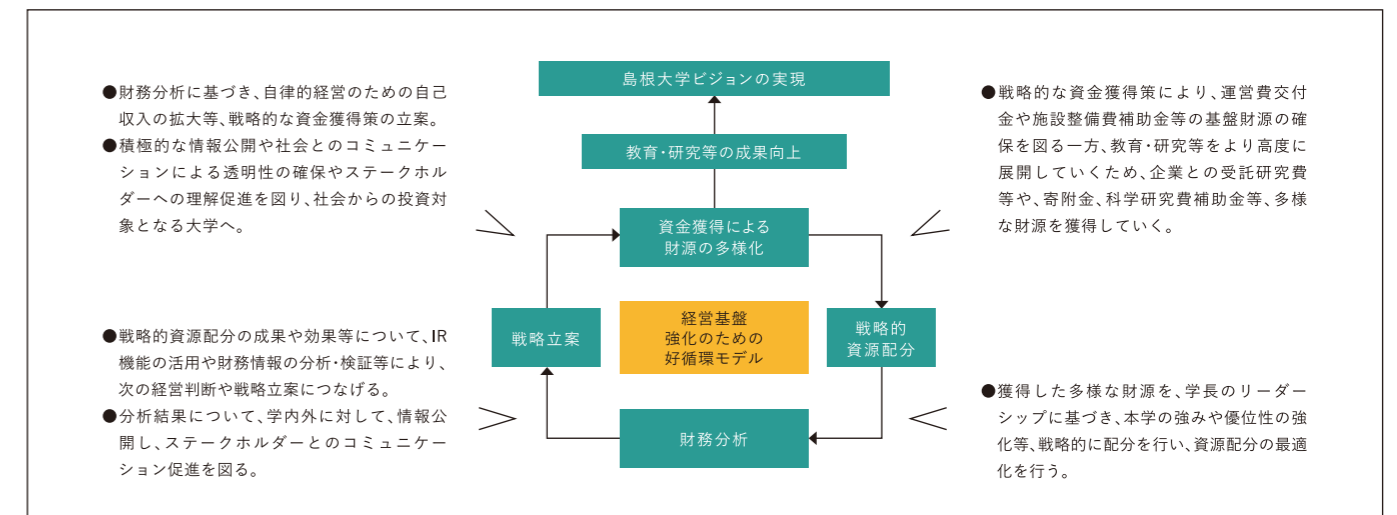 島根大学ビジョンの実現
教育・研究等の成果向上
資金獲得による
財源の多様化
戦略立案
経営基盤
強化のための
好循環モデル
戦略的
資源配分
財務分析
●財務分析に基づき、自律的経営のための自己
収入の拡大等、戦略的な資金獲得策の立案。
●積極的な情報公開や社会とのコミュニケー
ションによる透明性の確保やステークホル
ダーへの理解促進を図り、社会からの投資対
象となる大学へ。
●戦略的な資金獲得策により、運営費交付
金や施設整備費補助金等の基盤財源の確
保を図る一方、教育・研究等をより高度に
展開していくため、企業との受託研究費
等や、寄附金、科学研究費補助金等、多様
な財源を獲得していく。
●戦略的資源配分の成果や効果等について、IR
機能の活用や財務情報の分析・検証等により、
次の経営判断や戦略立案につなげる。
●分析結果について、学内外に対して、情報公
開し、ステークホルダーとのコミュニケー
ション促進を図る。
●獲得した多様な財源を、学長のリーダー
シップに基づき、本学の強みや優位性の強
化等、戦略的に配分を行い、資源配分の最適
化を行う。